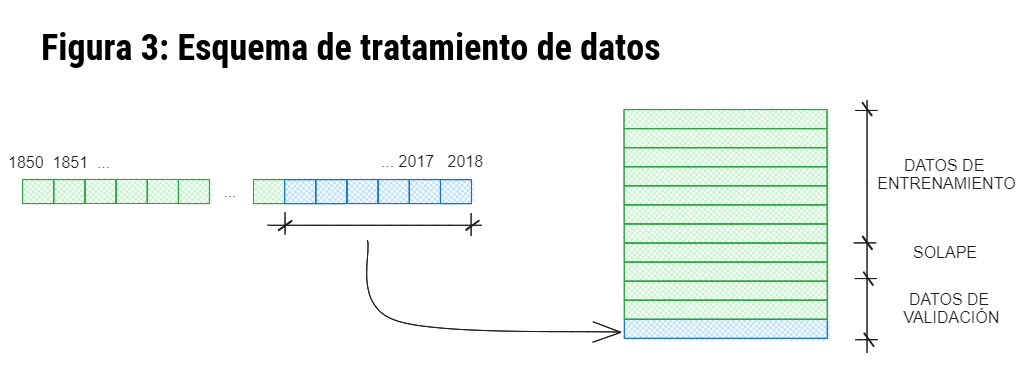 Figura 3: Esquema de tratamiento de datos
1850 1851 ...
... 2017 2018
...
DATOS DE
ENTRENAMIENTO
SOLAPE
DATOS DE
VALIDACIÓN